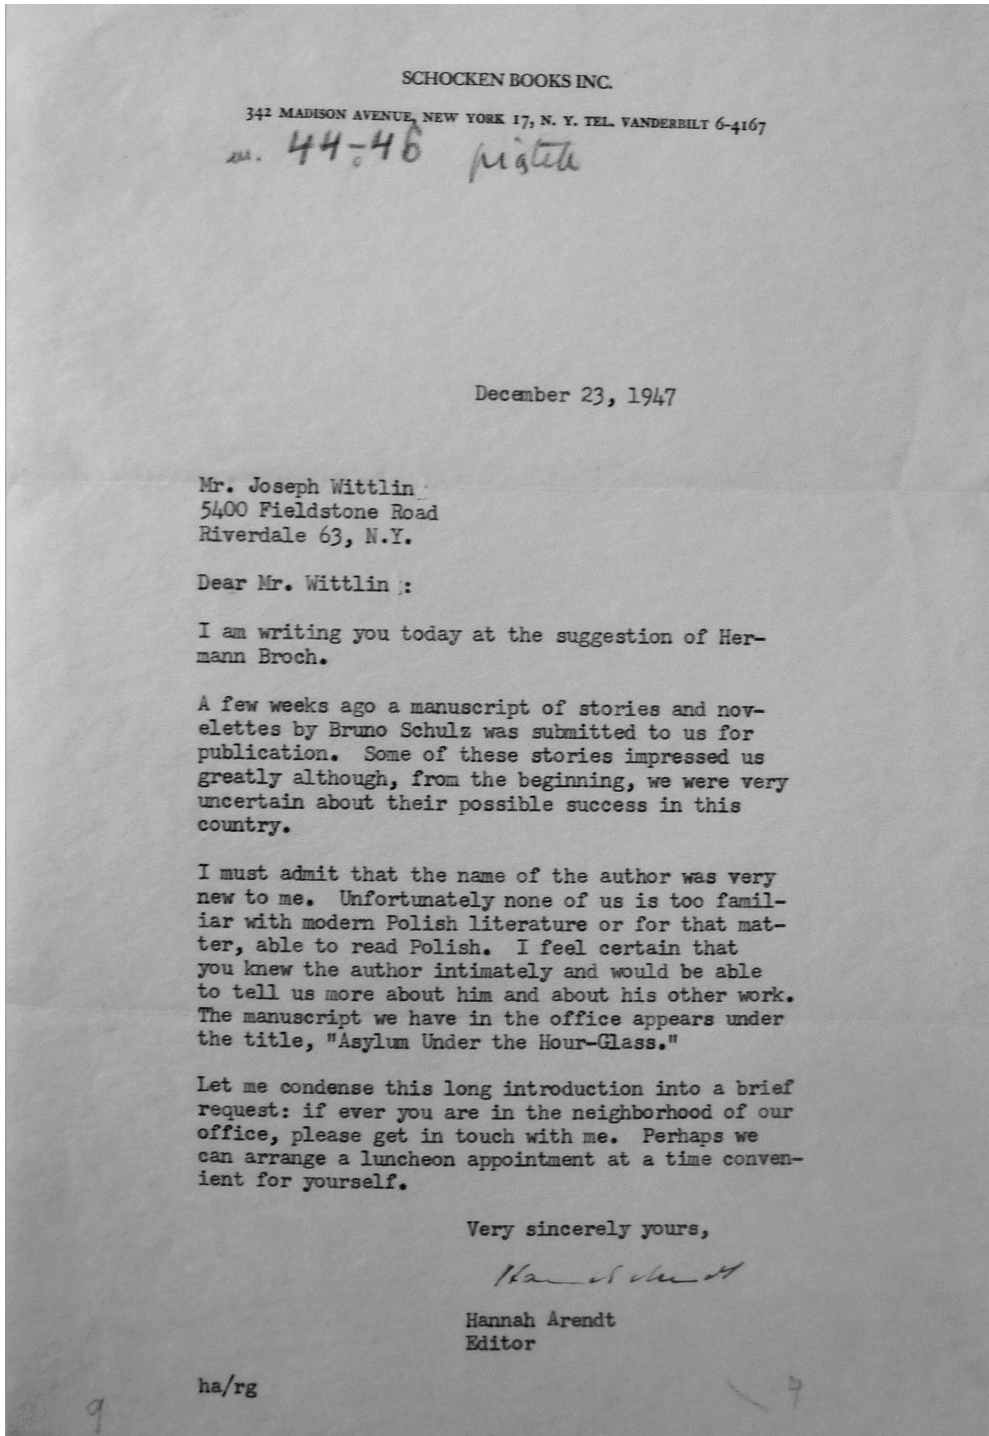 SCHOCKEN BOOKS INC.
342 MADISON AVENUE, NEW YORK 17, N. Y. TEL. VANDERBILT 6-4167
44-46
December 23, 1947
Mr. Joseph Wittlin
5400 Fieldstone Road
Riverdale 63, N.Y.
Dear Mr. Wittlin :
I am writing you today at the suggestion of Her-
mann Broch.
A few weeks ago a manuscript of stories and nov-
elettes by Bruno Schulz was submitted to us for
publication. Some of these stories impressed us
greatly although, from the beginning, we were very
uncertain about their possible success in this
country.
I must admit that the name of the author was very
new to me. Unfortunately none of us is too famil-
iar with modern Polish literature or for that mat-
ter, able to read Polish. I feel certain that
you knew the author intimately and would be able
to tell us more about him and about his other work.
The manuscript we have in the office appears under
the title, "Asylum Under the Hour-Glass."
Let me condense this long introduction into a brief
request: if ever you are in the neighborhood of our
office, please get in touch with me. Perhaps we
can arrange a luncheon appointment at a time conven-
ient for yourself.
Very sincerely yours,
Hannah Arendt
Hannah Arendt
Editor
ha/rg
9